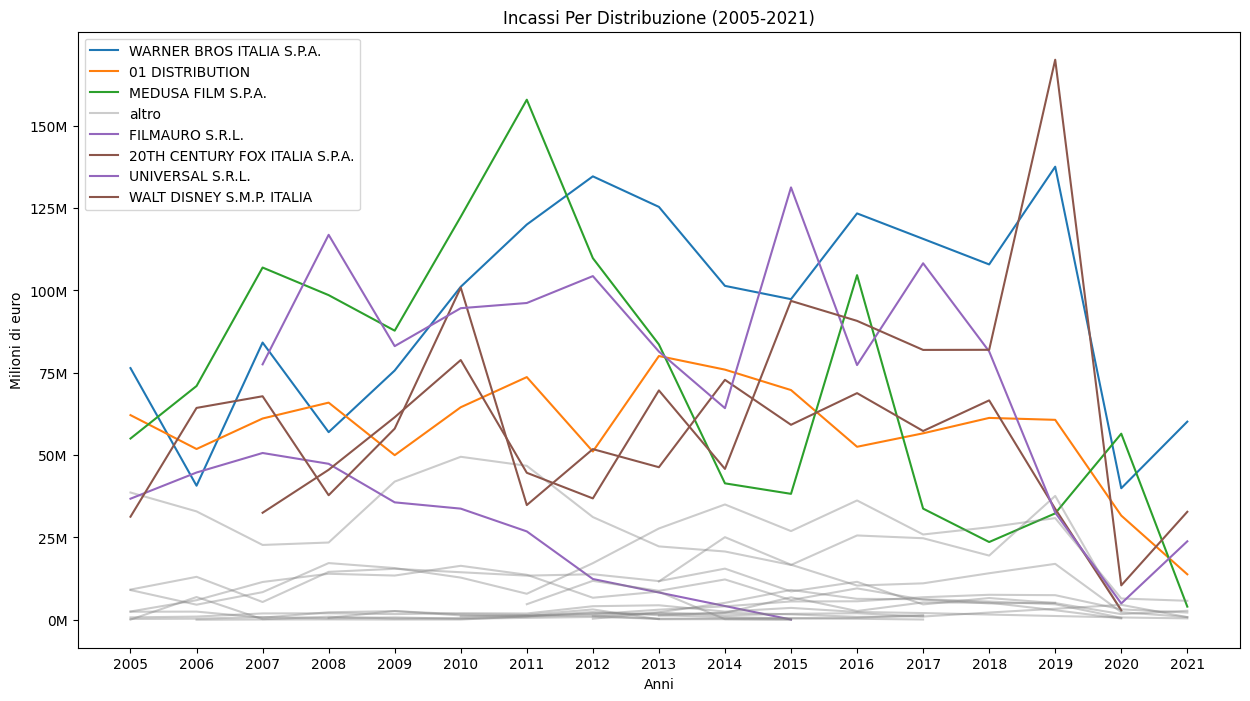 Incassi Per Distribuzione (2005-2021)
WARNER BROS ITALIA S.P.A.
01 DISTRIBUTION
MEDUSA FILM S.P.A.
altro
FILMAURO S.R.L.
20TH CENTURY FOX ITALIA S.P.A.
UNIVERSAL S.R.L.
WALT DISNEY S.M.P. ITALIA
150M
125M
100M
75M
50M
25M
0M
Milioni di euro
2005 2006 2007 2008 2009 2010 2011 2012 2013 2014 2015 2016 2017 2018 2019 2020 2021
Anni